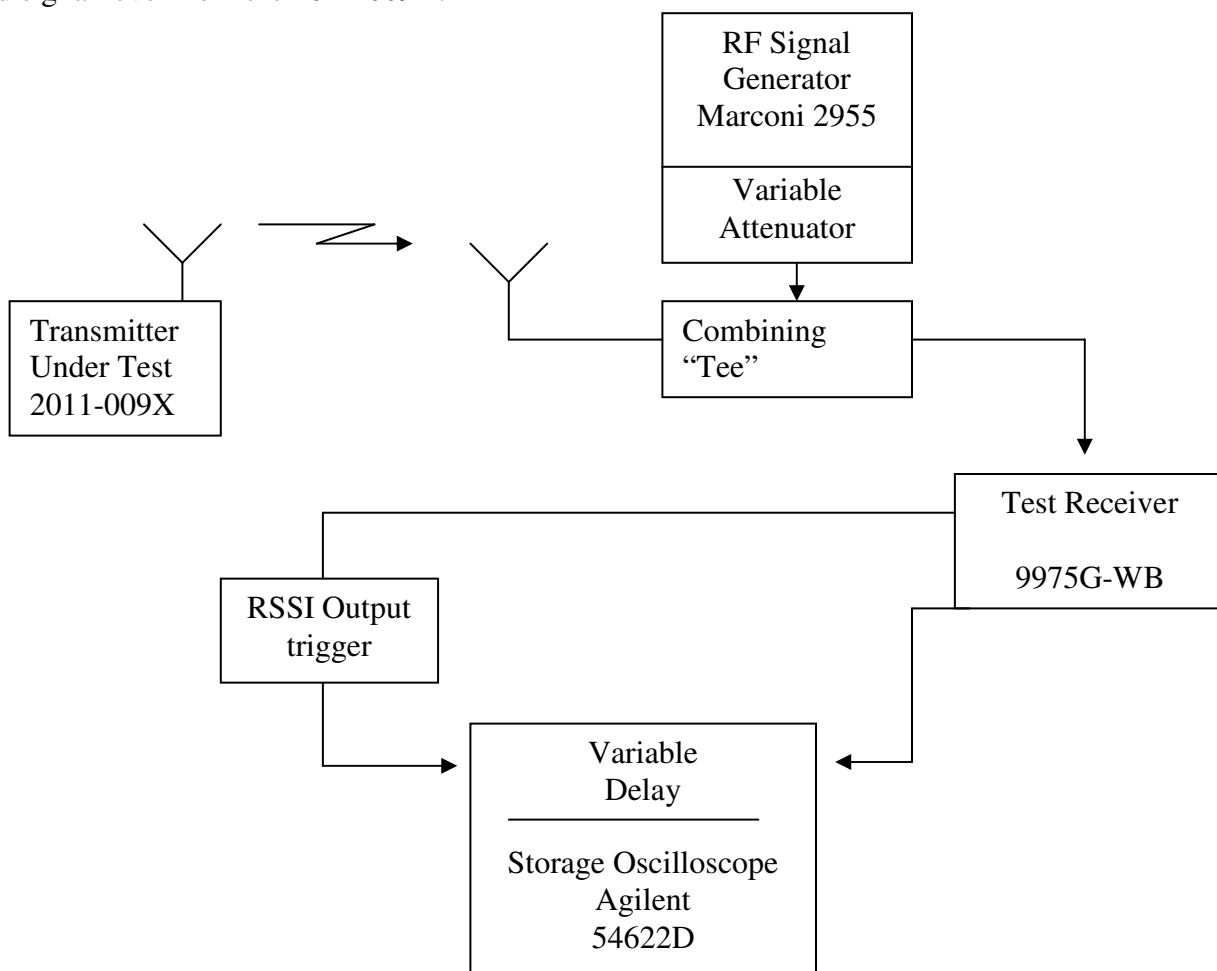 RF Signal
Generator
Marconi 2955
Variable
Attenuator
Transmitter
Under Test
2011-009X
Combining
“Tee”
Test Receiver
9975G-WB
RSSI Output
trigger
Variable
Delay
Storage Oscilloscope
Agilent
54622D